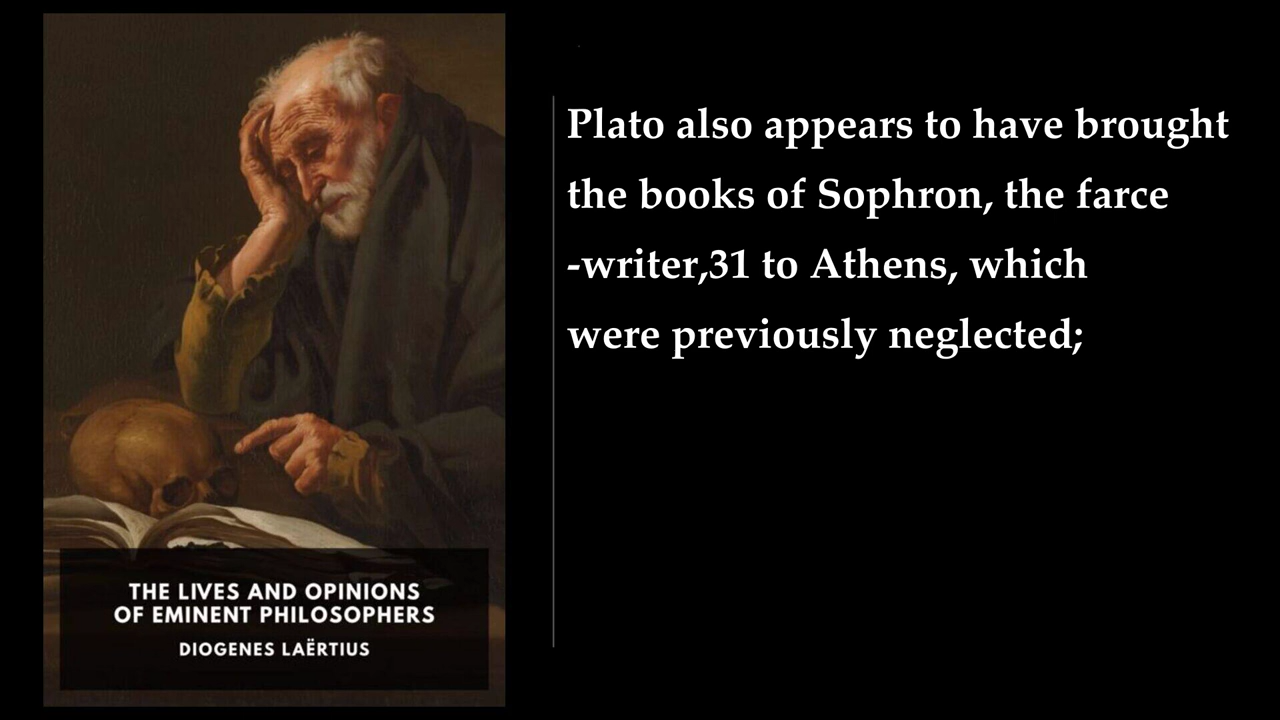 Plato also appears to have brought
the books of Sophron, the farce
-writer,31 to Athens, which
were previously neglected;
THE LIVES AND OPINIONS
OF EMINENT PHILOSOPHERS
DIOGENES LAËRTIUS